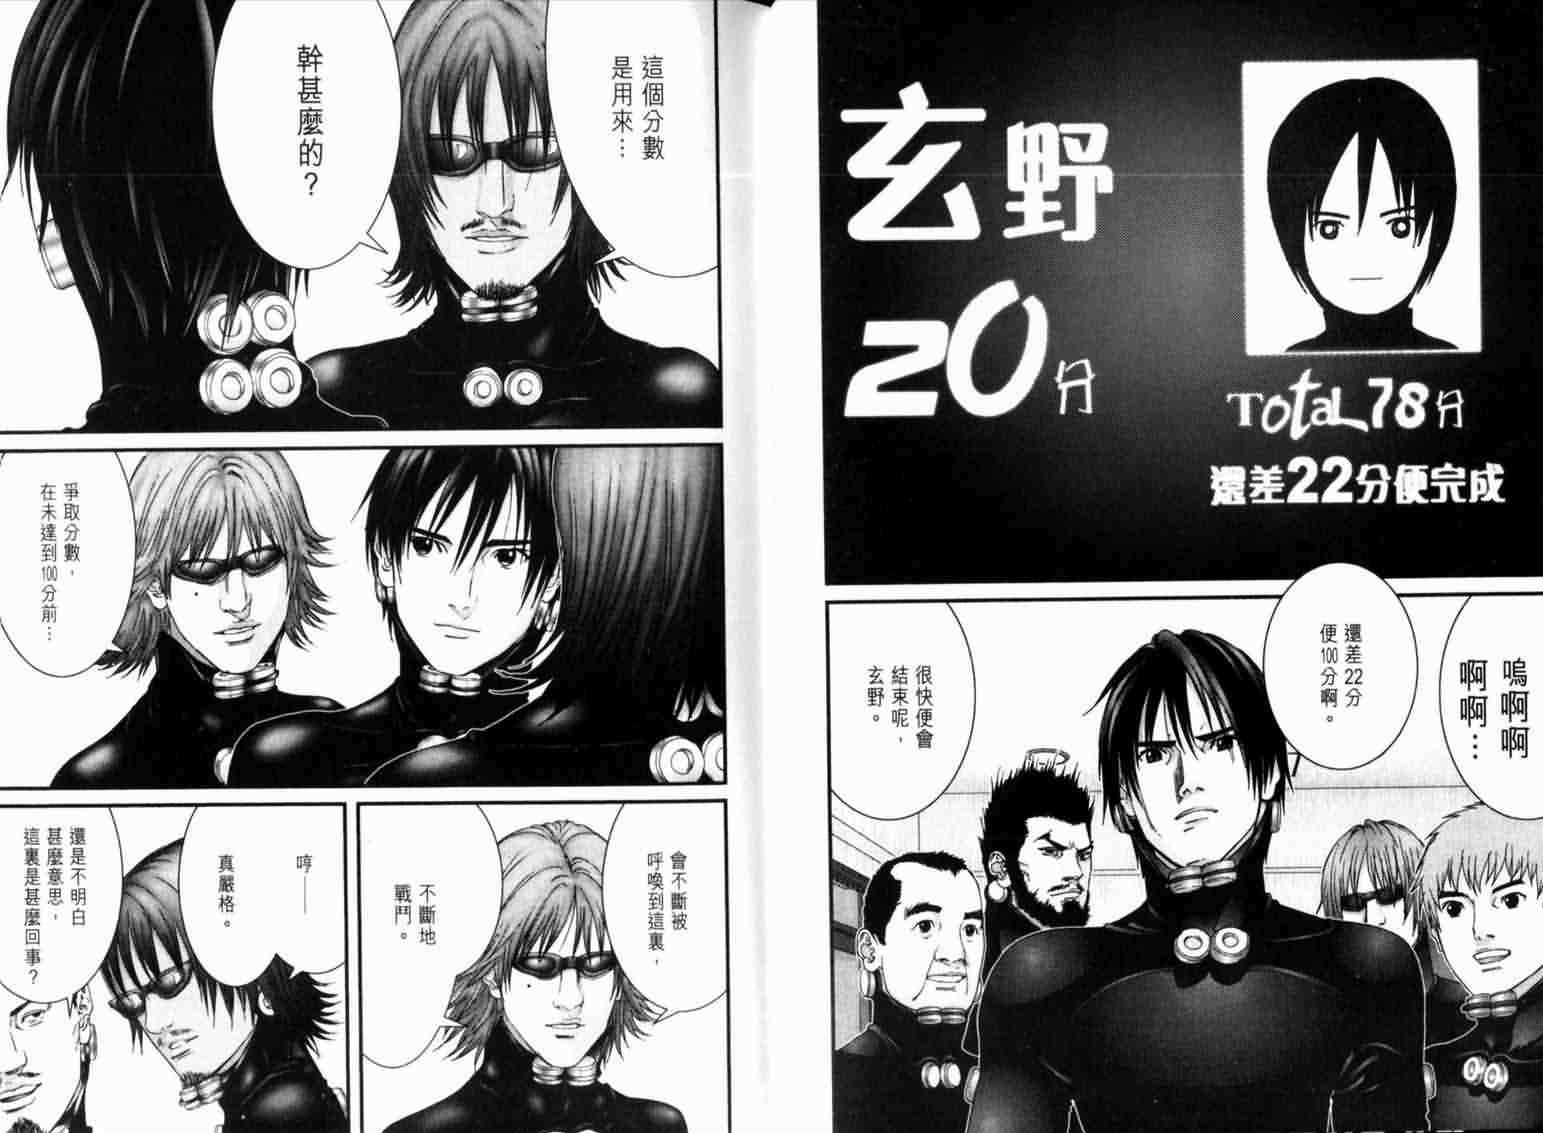 玄野
20分
Total 78分
還差22分便完成
嗚啊啊
啊啊…
還差22分
便100分啊。
很快便會
結束呢，
玄野。
這個分數
是用來…
幹甚麼的？
爭取分數，
在未達到100分前…
會不斷被
呼喚到這裏，
不斷地
戰鬥。
哼——
真嚴格。
還是不明白
甚麼意思，
這裏是甚麼回事？